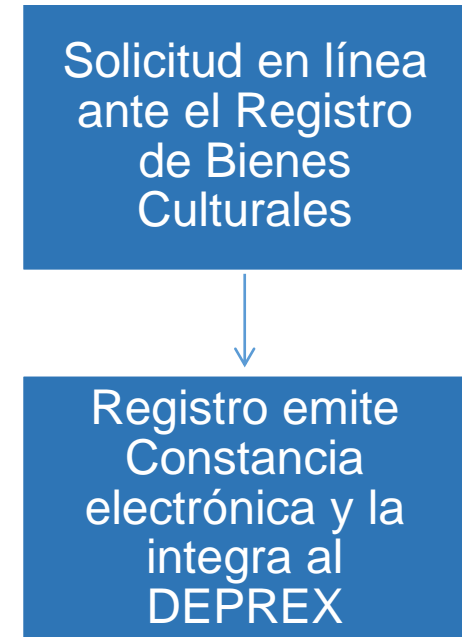 Solicitud en línea
ante el Registro
de Bienes
Culturales
Registro emite
Constancia
electrónica y la
integra al
DEPREX